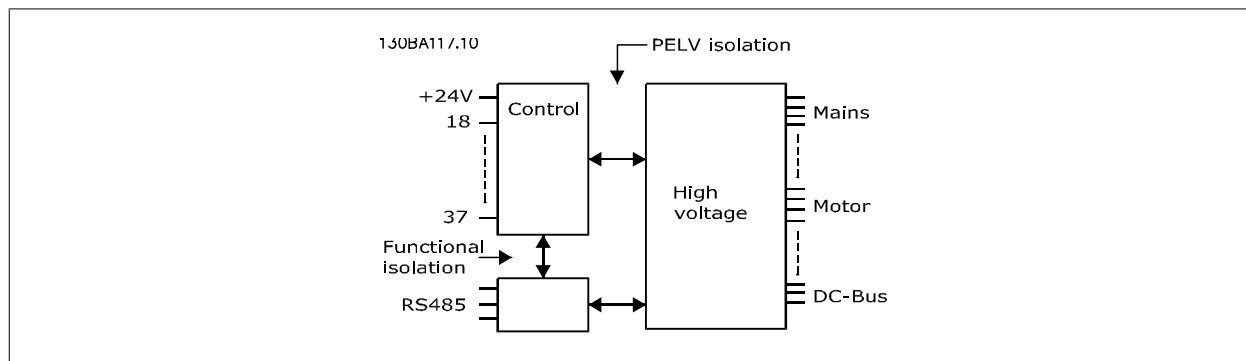 130BA117.10
PELV isolation
+24V
Control
Mains
18
High
voltage
37
Motor
Functional
isolation
RS485
DC-Bus